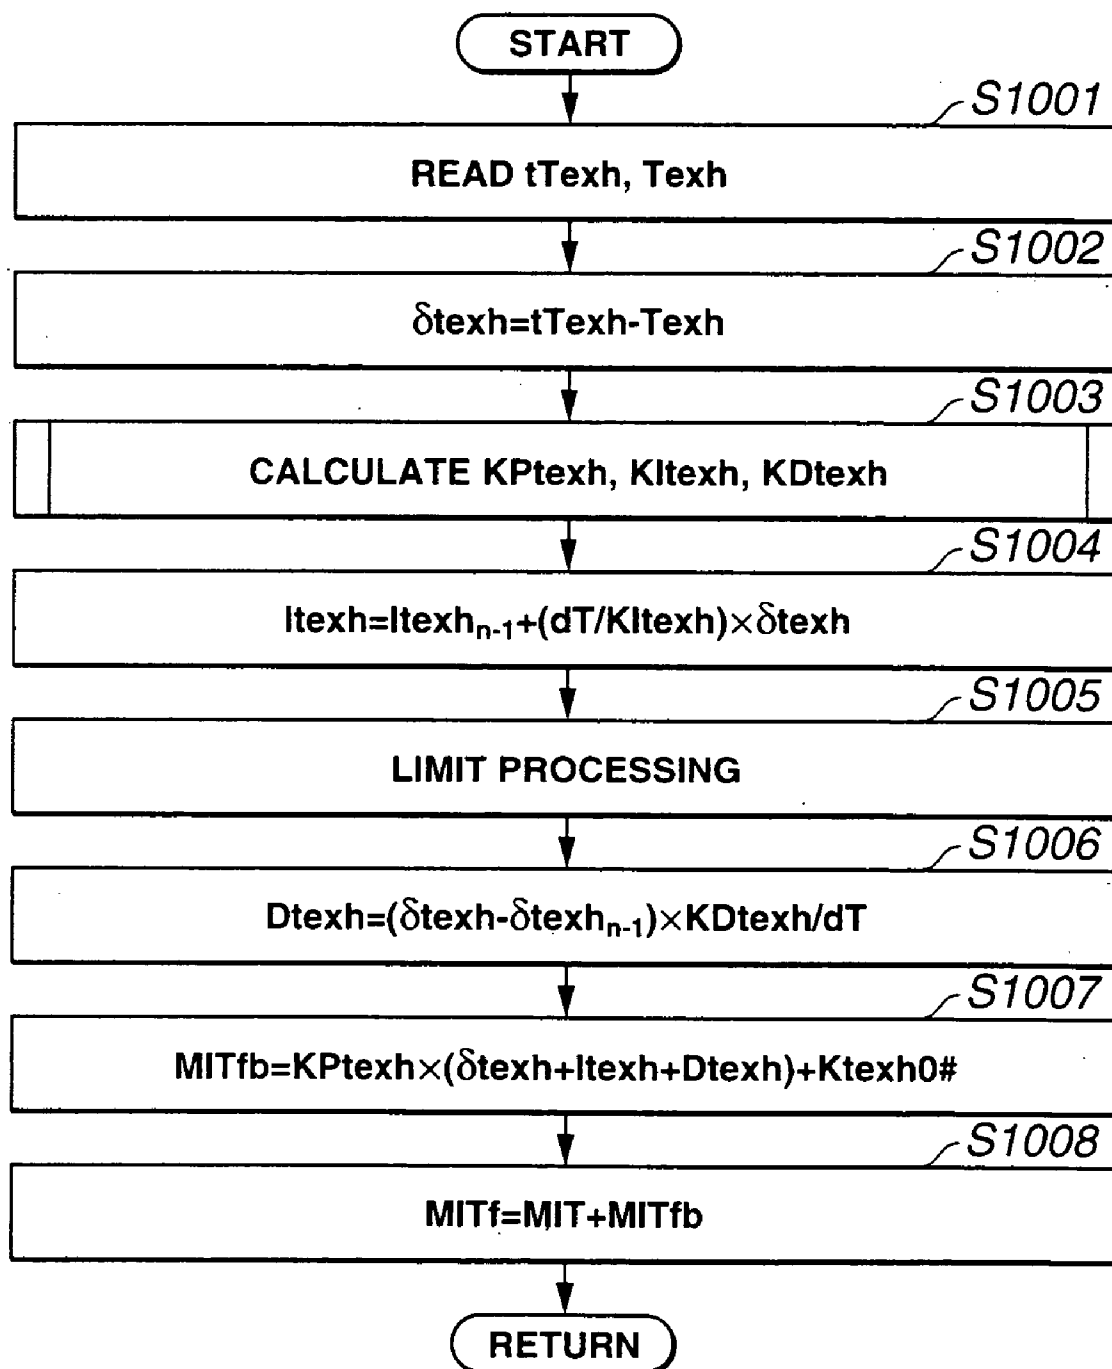 START
S1001
READ tTexh, Texh
S1002
δtexh=tTexh-Texh
S1003
CALCULATE KPtexh, KItexh, KDtexh
S1004
Itexh=Itexhn-1+(dT/KItexh)×δtexh
S1005
LIMIT PROCESSING
S1006
Dtexh=(δtexh-δtexhn-1)×KDtexh/dT
S1007
MITfb=KPtexh×(δtexh+Itexh+Dtexh)+Ktexh0#
S1008
MITf=MIT+MITfb
RETURN